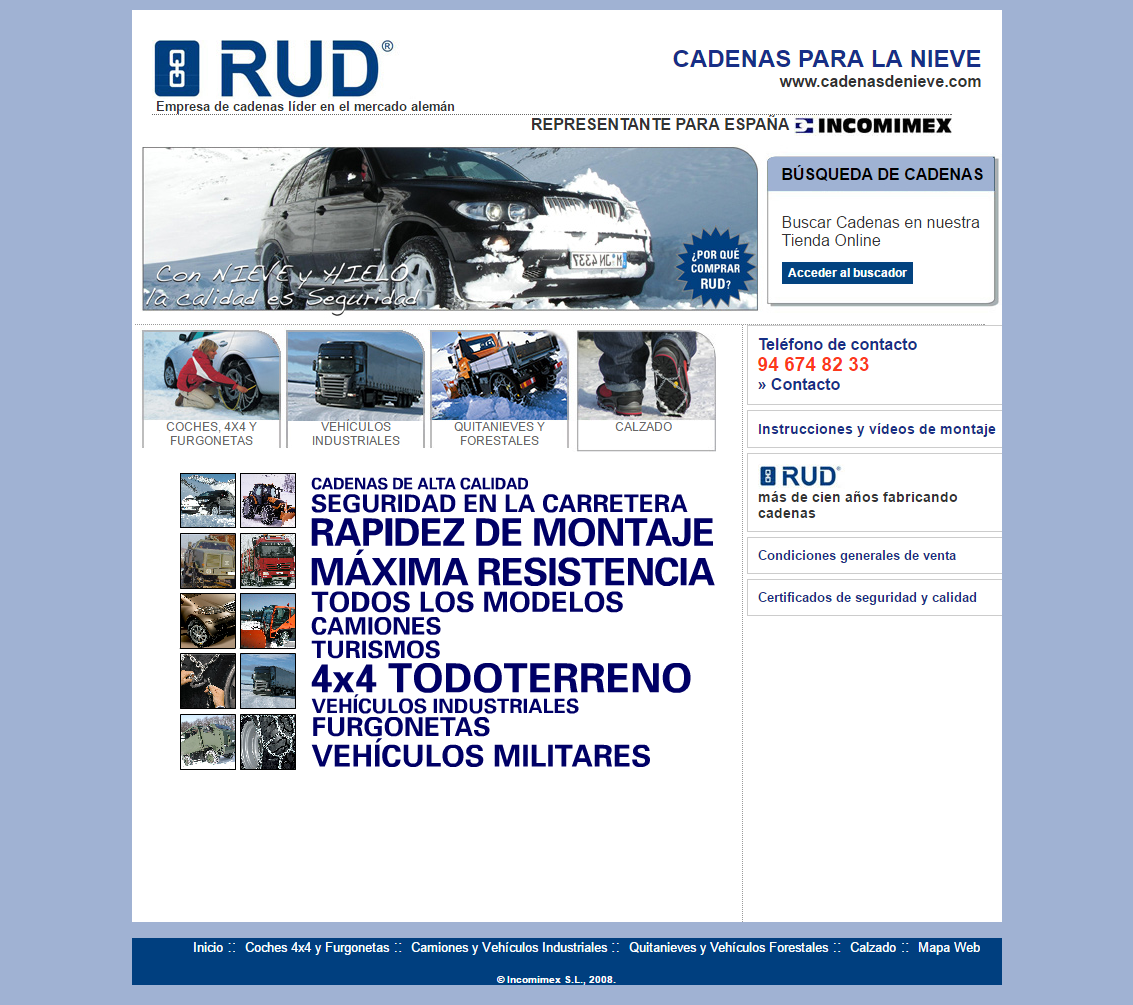 RUD®
Empresa de cadenas líder en el mercado alemán
CADENAS PARA LA NIEVE
www.cadenasdenieve.com
REPRESENTANTE PARA ESPAÑA INCOMIMEX
Con NIEVE y HIELO
la calidad es Seguridad
¿POR QUÉ
COMPRAR
RUD?
BÚSQUEDA DE CADENAS
Buscar Cadenas en nuestra
Tienda Online
Acceder al buscador
COCHES, 4X4 Y
FURGONETAS
VEHÍCULOS
INDUSTRIALES
QUITANIEVES Y
FORESTALES
CALZADO
Teléfono de contacto
94 674 82 33
» Contacto
Instrucciones y vídeos de montaje
RUD®
más de cien años fabricando
cadenas
Condiciones generales de venta
Certificados de seguridad y calidad
CADENAS DE ALTA CALIDAD
SEGURIDAD EN LA CARRETERA
RAPIDEZ DE MONTAJE
MÁXIMA RESISTENCIA
TODOS LOS MODELOS
CAMIONES
TURISMOS
4x4 TODOTERRENO
VEHÍCULOS INDUSTRIALES
FURGONETAS
VEHÍCULOS MILITARES
Inicio :: Coches 4x4 y Furgonetas :: Camiones y Vehículos Industriales :: Quitanieves y Vehículos Forestales :: Calzado :: Mapa Web
© Incomimex S.L., 2008.